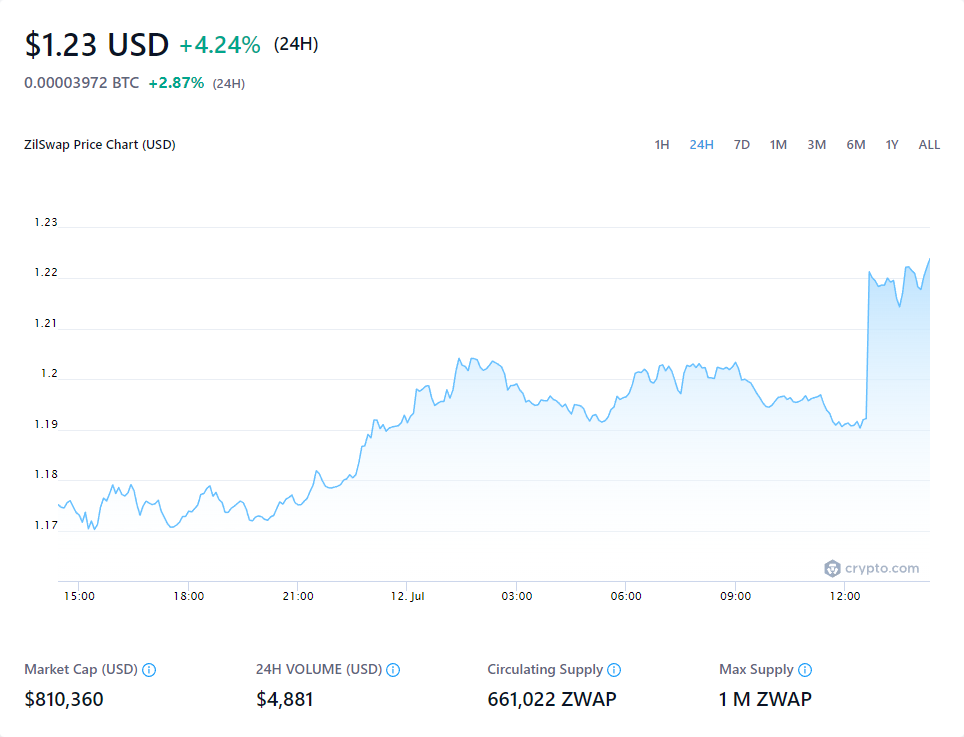 $1.23 USD +4.24% (24H)
0.00003972 BTC +2.87% (24H)
ZilSwap Price Chart (USD) 1H 24H 7D 1M 3M 6M 1Y ALL
1.23
1.22
1.21
1.2
1.19
1.18
1.17
crypto.com
15:00 18:00 21:00 12. Jul 03:00 06:00 09:00 12:00
Market Cap (USD) 24H VOLUME (USD) Circulating Supply Max Supply
$810,360 $4,881 661,022 ZWAP 1 M ZWAP